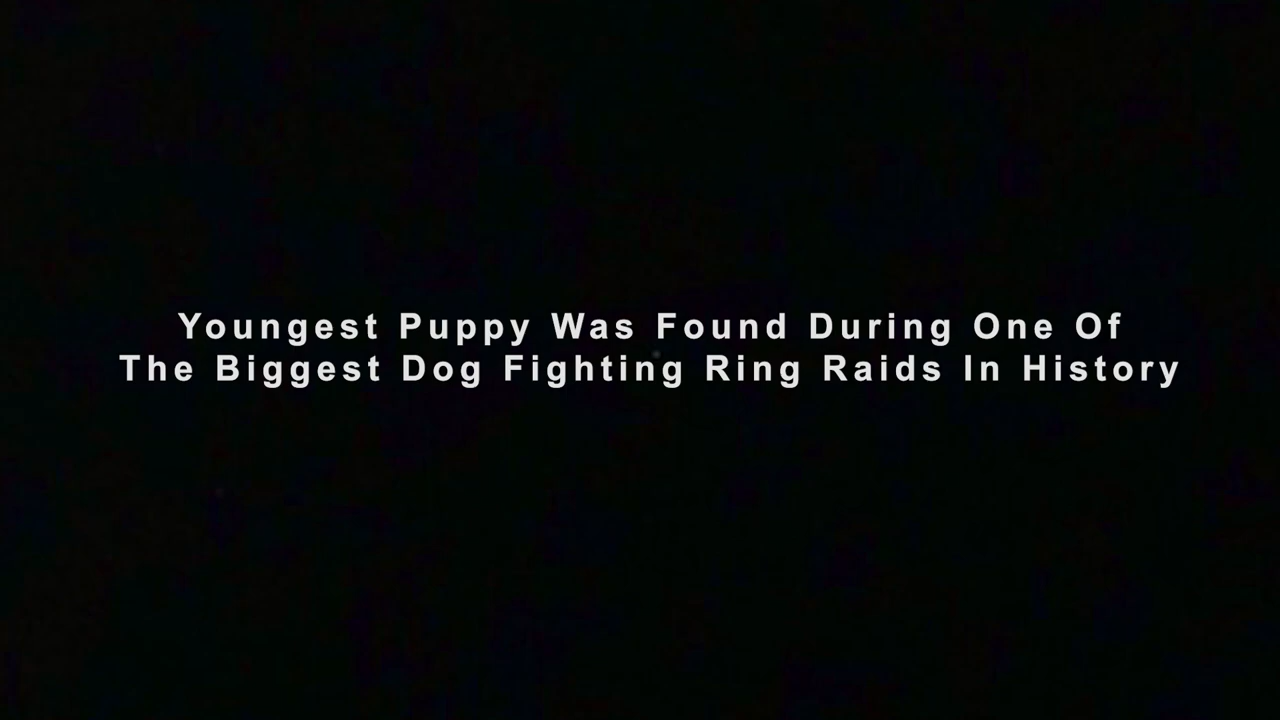 Youngest Puppy Was Found During One Of
The Biggest Dog Fighting Ring Raids In History